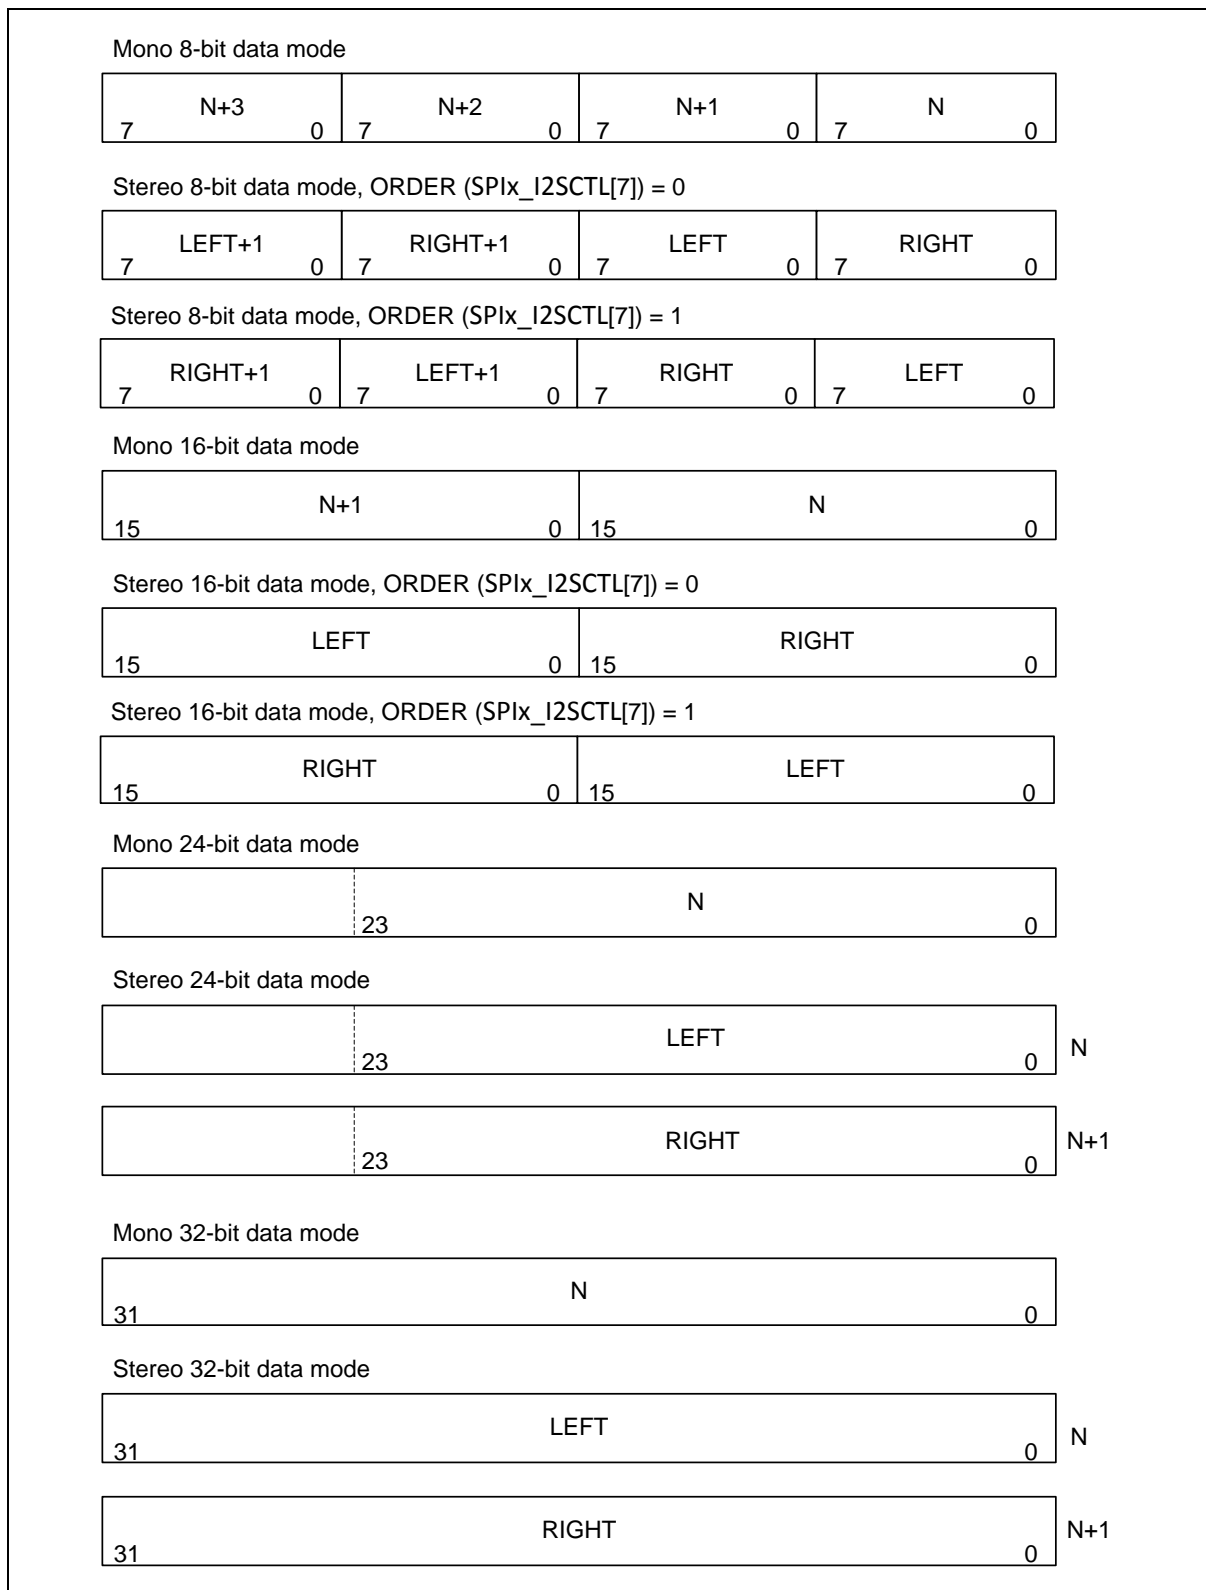 Mono 8-bit data mode
N+3 N+2 N+1 N
7 0 7 0 7 0 7 0
Stereo 8-bit data mode, ORDER (SPIx_I2SCTL[7]) = 0
LEFT+1 RIGHT+1 LEFT RIGHT
7 0 7 0 7 0 7 0
Stereo 8-bit data mode, ORDER (SPIx_I2SCTL[7]) = 1
RIGHT+1 LEFT+1 RIGHT LEFT
7 0 7 0 7 0 7 0
Mono 16-bit data mode
N+1 N
15 0 15 0
Stereo 16-bit data mode, ORDER (SPIx_I2SCTL[7]) = 0
LEFT RIGHT
15 0 15 0
Stereo 16-bit data mode, ORDER (SPIx_I2SCTL[7]) = 1
RIGHT LEFT
15 0 15 0
Mono 24-bit data mode
N
23 0
Stereo 24-bit data mode
LEFT N
23 0
RIGHT N+1
23 0
Mono 32-bit data mode
N
31 0
Stereo 32-bit data mode
LEFT N
31 0
RIGHT N+1
31 0